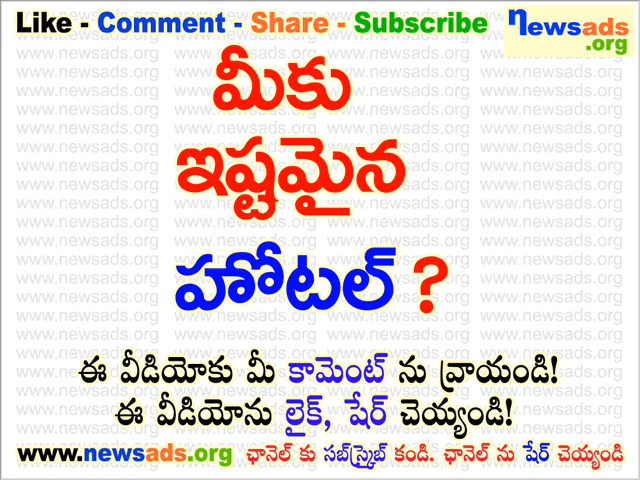 Like - Comment - Share - Subscribe
newsads
.org
మీకు
ఇష్టమైన
హోటల్ ?
ఈ వీడియోకు మీ కామెంట్ ను వ్రాయండి!
ఈ వీడియోను లైక్, షేర్ చెయ్యండి!
www.newsads.org ఛానెల్ కు సబ్‌స్క్రైబ్ కండి. ఛానెల్ ను షేర్ చెయ్యండి